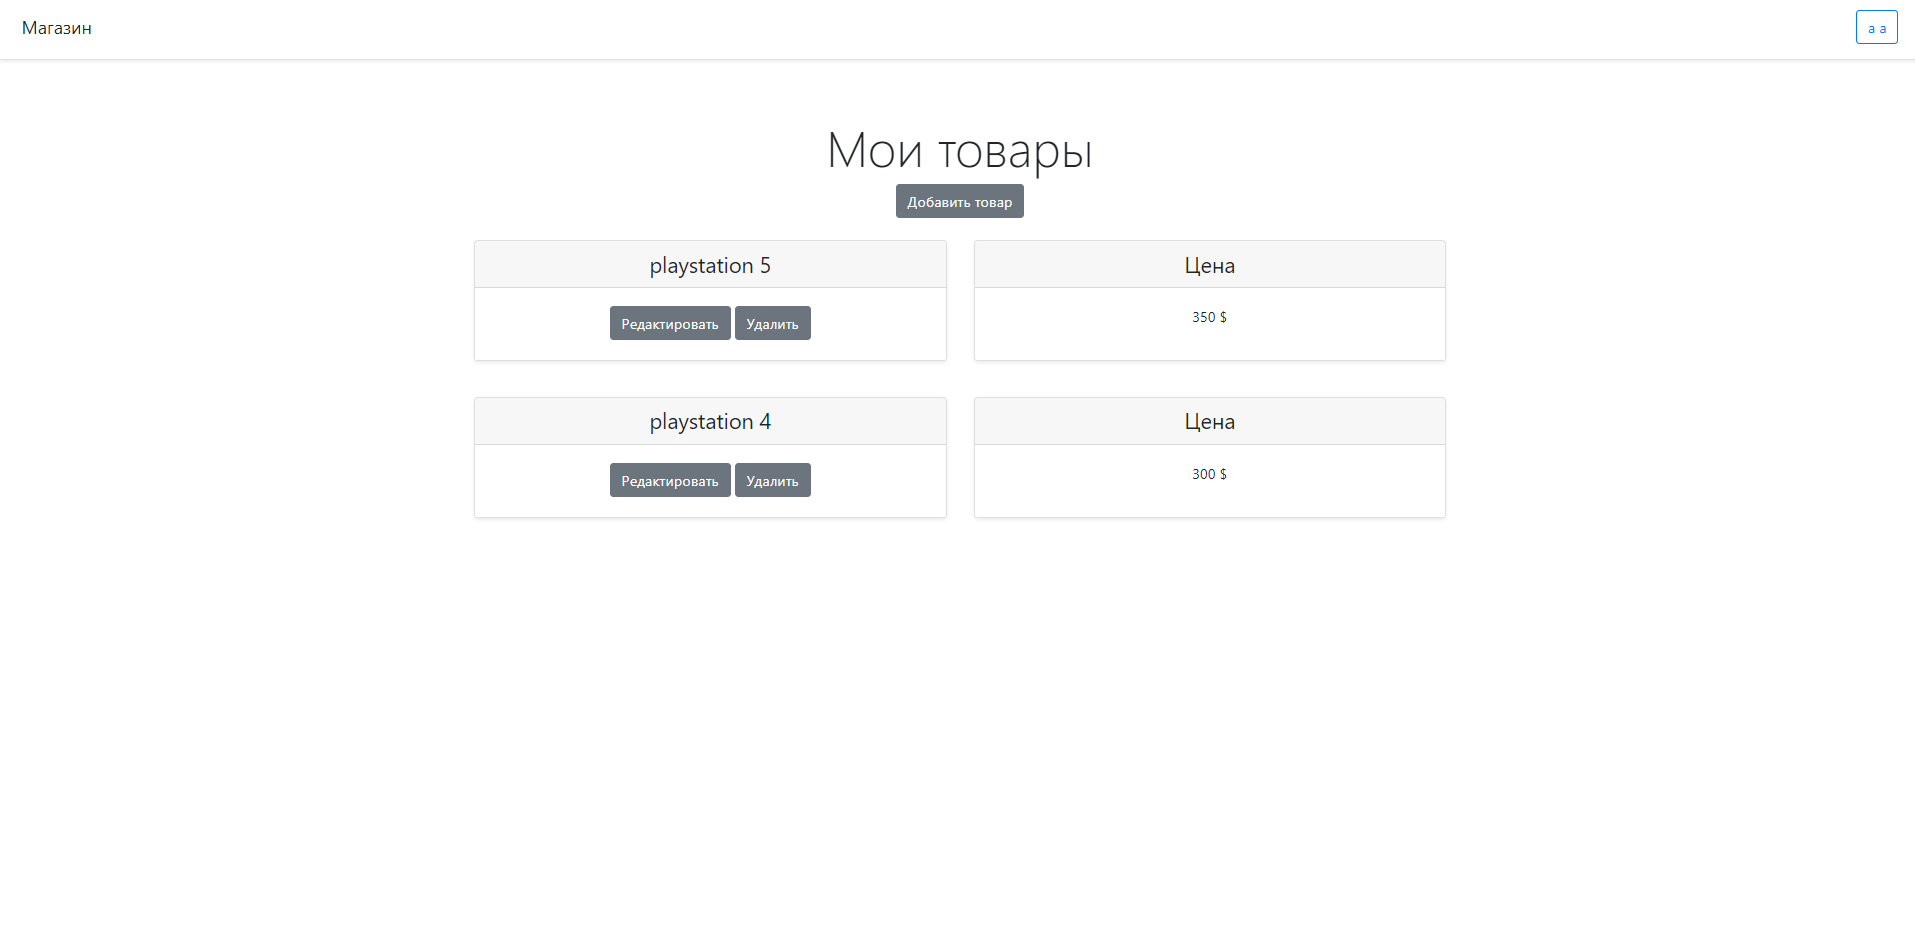 Магазин
a a
Мои товары
Добавить товар
playstation 5
Цена
Редактировать Удалить
350 $
playstation 4
Цена
Редактировать Удалить
300 $